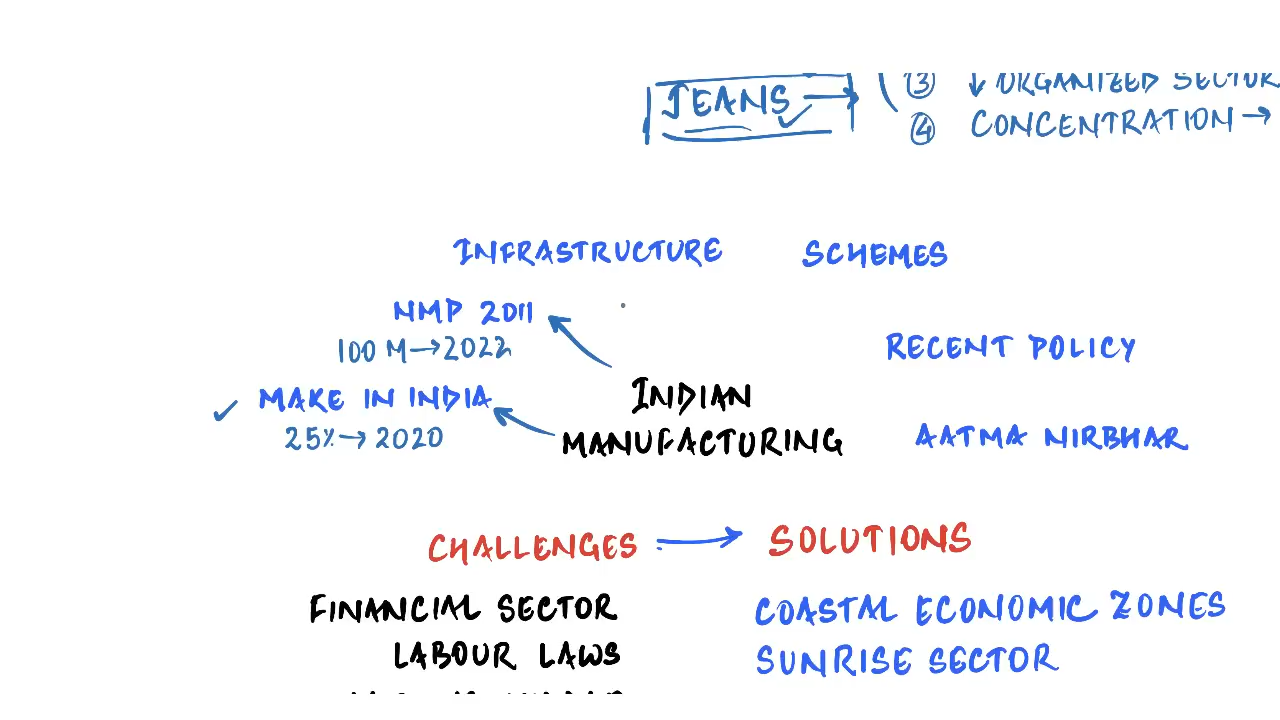 JEANS → ③ ↓ ORGANIZED SECTOR
④ CONCENTRATION →
INFRASTRUCTURE SCHEMES
NMP 2011
100 M → 2022
RECENT POLICY
MAKE IN INDIA
25% → 2020
INDIAN
MANUFACTURING
AATMA NIRBHAR
CHALLENGES → SOLUTIONS
FINANCIAL SECTOR COASTAL ECONOMIC ZONES
LABOUR LAWS SUNRISE SECTOR